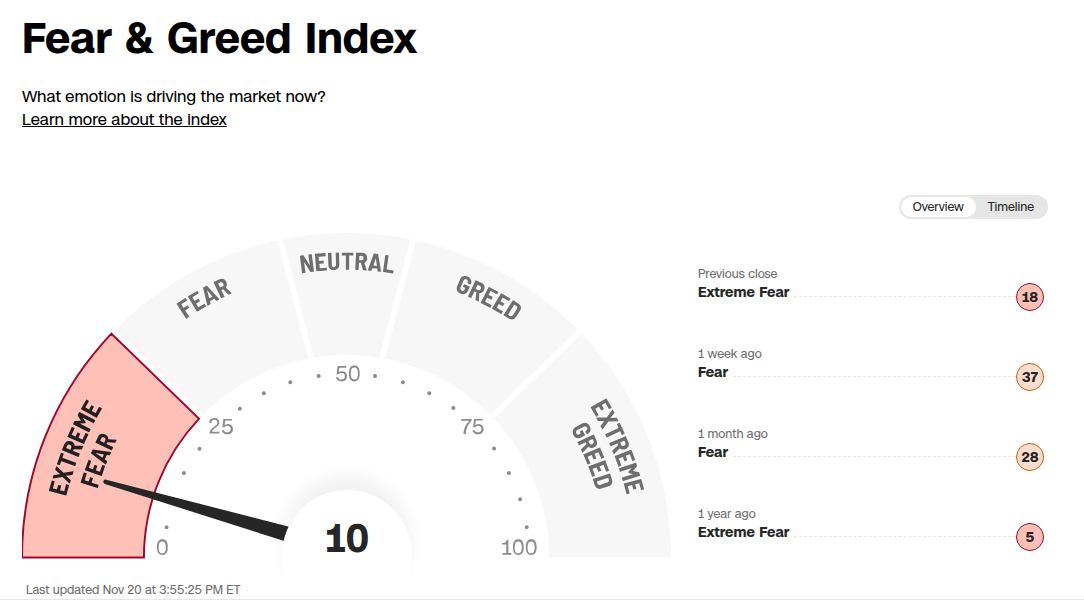 Fear & Greed Index
What emotion is driving the market now?
Learn more about the index
Overview
Timeline
EXTREME
FEAR
FEAR
NEUTRAL
GREED
EXTREME
GREED
0
25
50
75
100
10
Last updated Nov 20 at 3:55:25 PM ET
Previous close
Extreme Fear 18
1 week ago
Fear 37
1 month ago
Fear 28
1 year ago
Extreme Fear 5